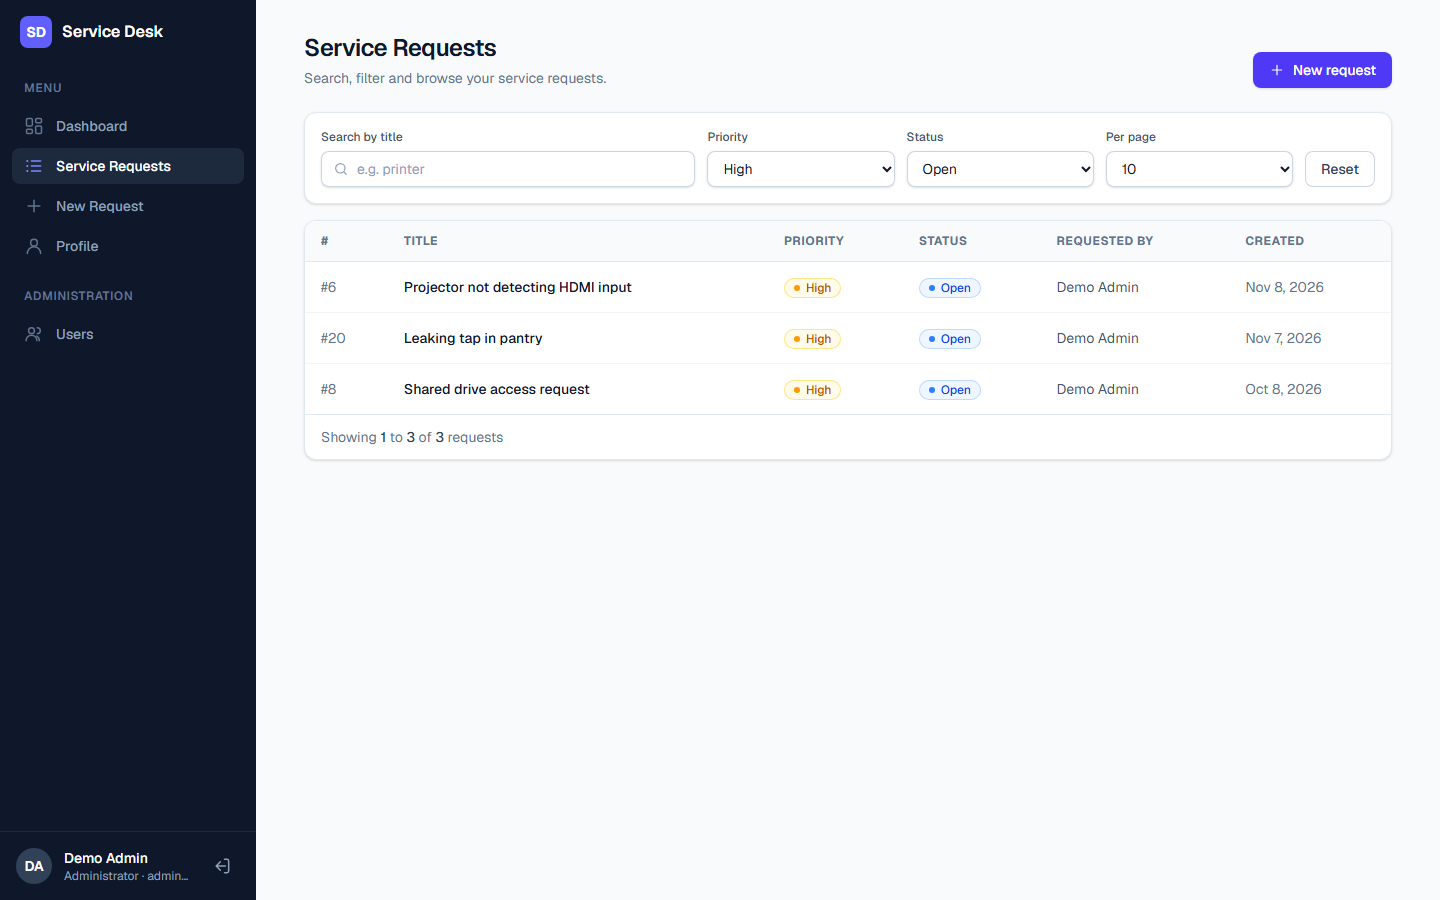 SD Service Desk
MENU
Dashboard
Service Requests
New Request
Profile
ADMINISTRATION
Users
DA
Demo Admin
Administrator · admin…
Service Requests
Search, filter and browse your service requests.
+ New request
Search by title Priority Status Per page
e.g. printer High Open 10 Reset
# TITLE PRIORITY STATUS REQUESTED BY CREATED
#6 Projector not detecting HDMI input High Open Demo Admin Nov 8, 2026
#20 Leaking tap in pantry High Open Demo Admin Nov 7, 2026
#8 Shared drive access request High Open Demo Admin Oct 8, 2026
Showing 1 to 3 of 3 requests